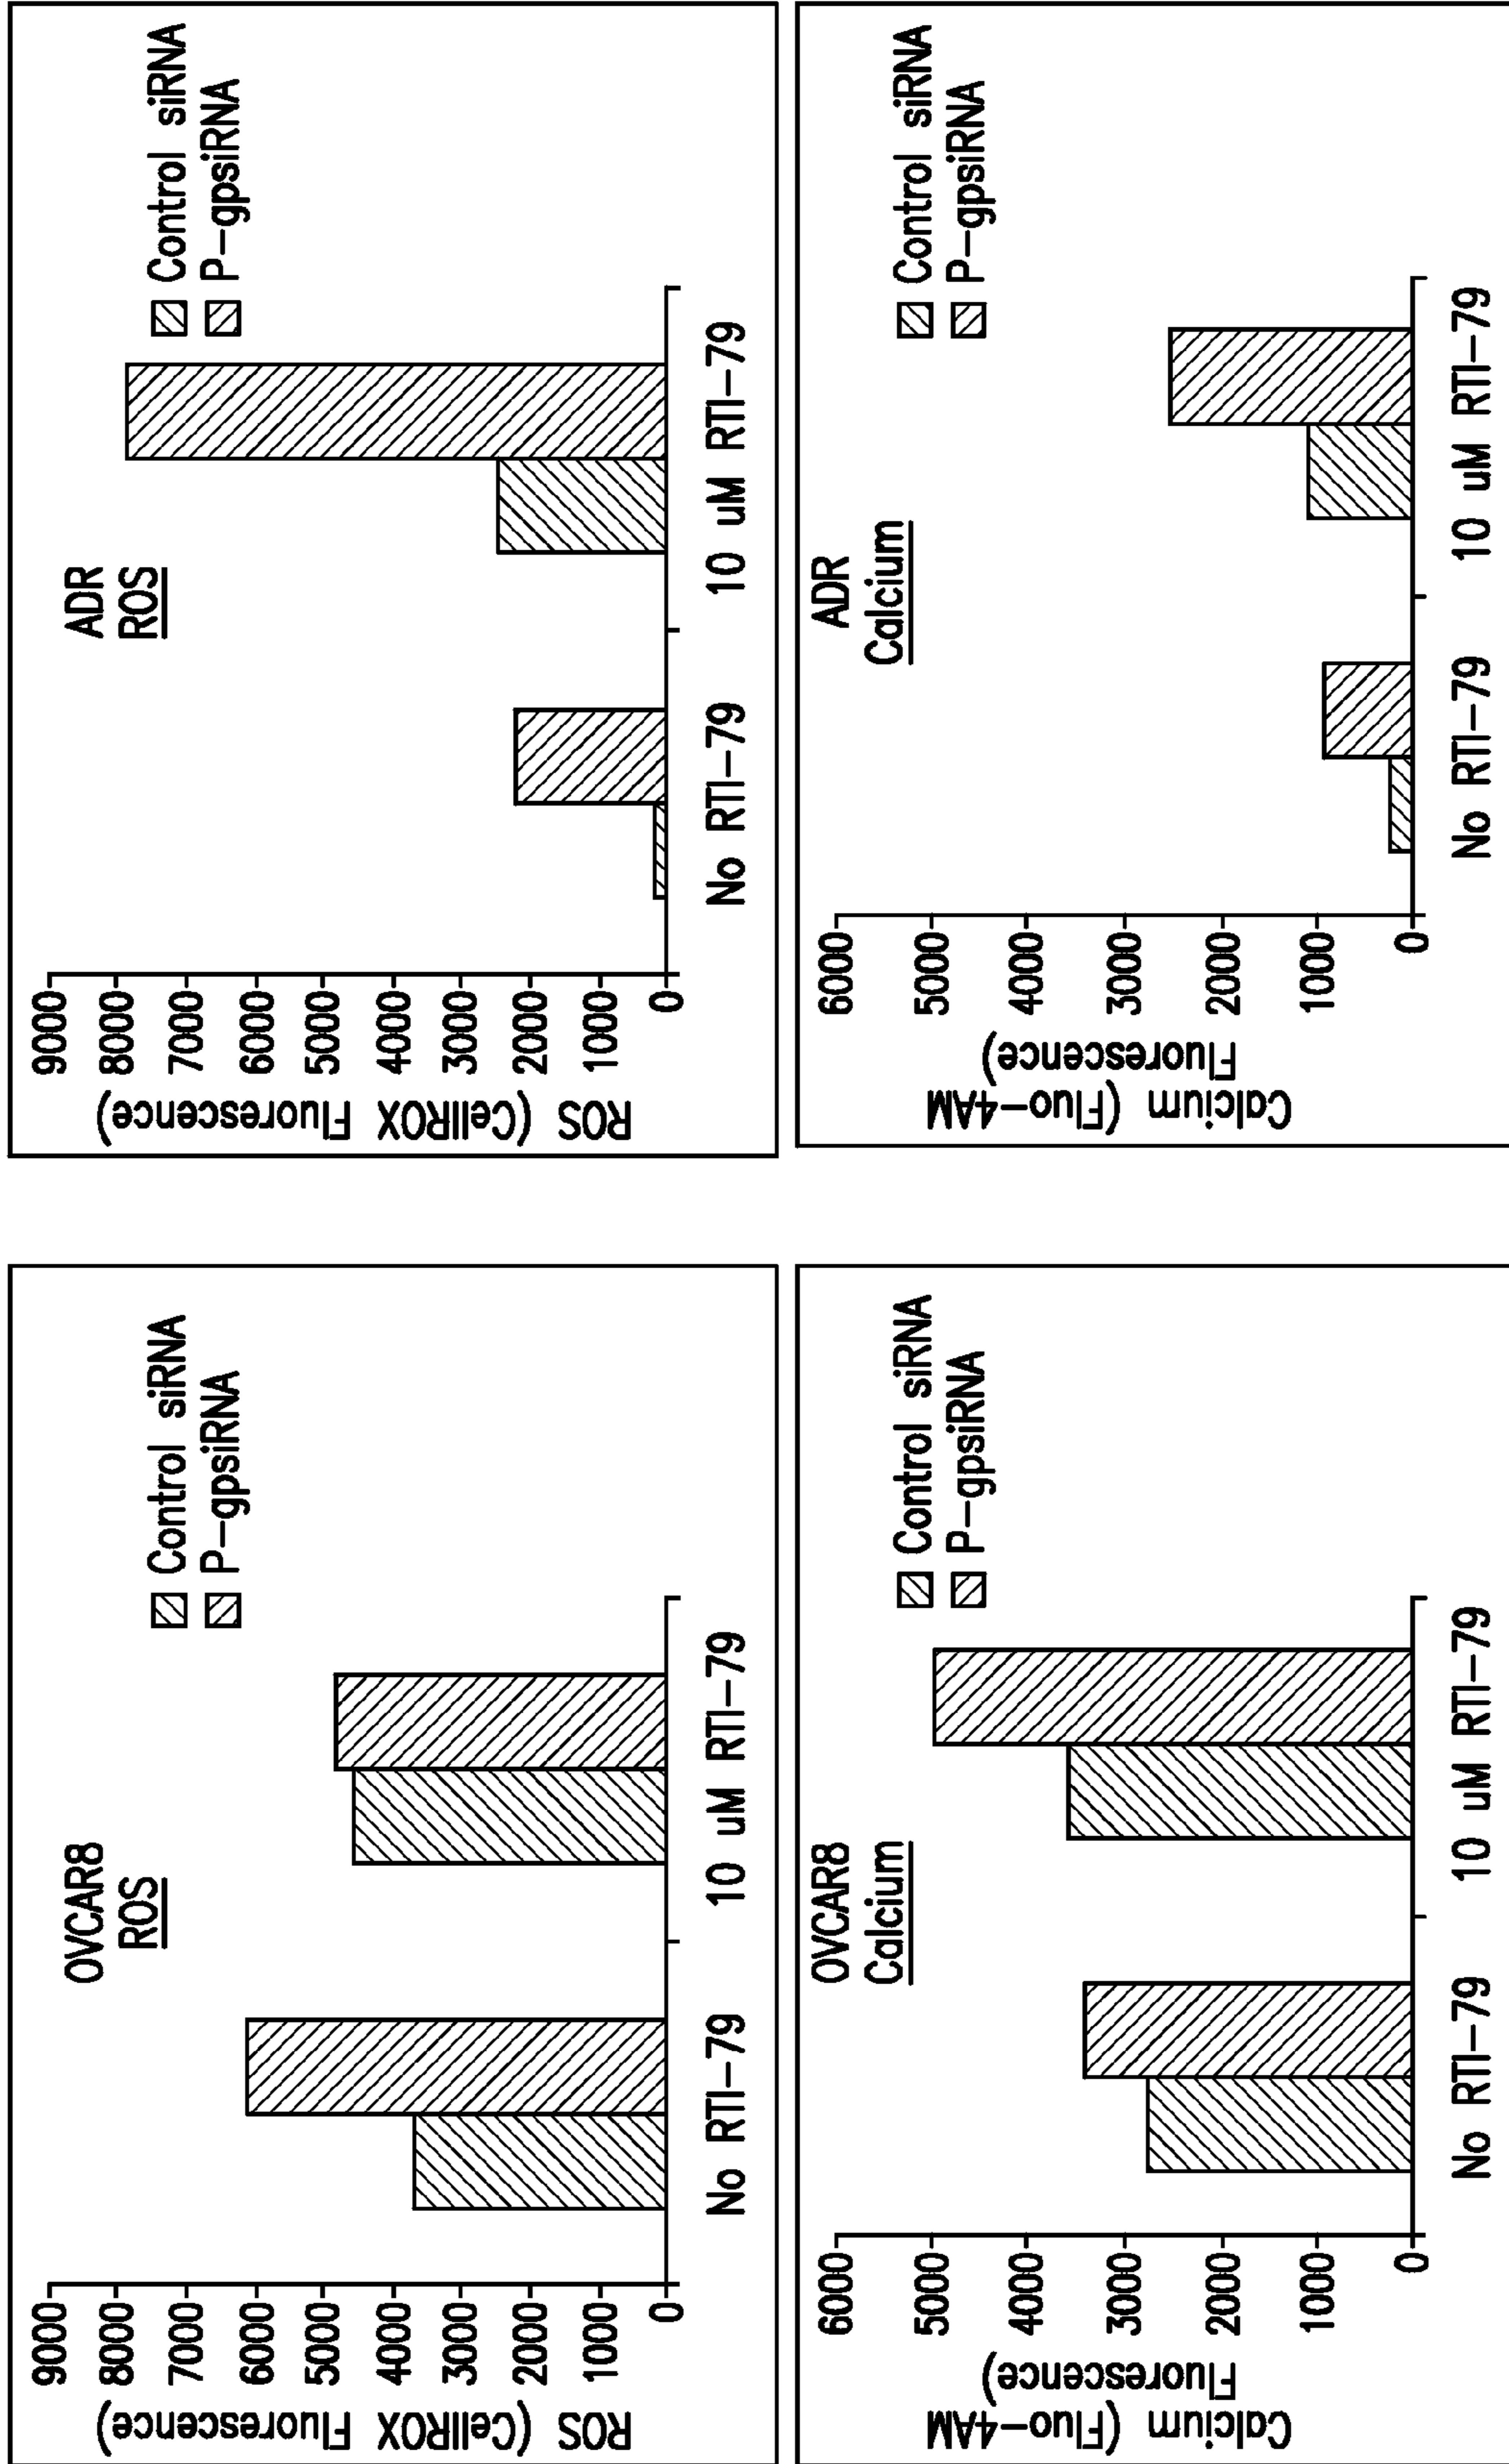 OVCAR8
ROS
Control siRNA
P-gpsiRNA
ROS (CellROX Fluorescence)
9000
8000
7000
6000
5000
4000
3000
2000
1000
0
No RTI-79
10 uM RTI-79
ADR
ROS
Control siRNA
P-gpsiRNA
ROS (CellROX Fluorescence)
9000
8000
7000
6000
5000
4000
3000
2000
1000
0
No RTI-79
10 uM RTI-79
OVCAR8
Calcium
Control siRNA
P-gpsiRNA
Calcium (Fluo-4AM
Fluorescence)
6000
5000
4000
3000
2000
1000
0
No RTI-79
10 uM RTI-79
ADR
Calcium
Control siRNA
P-gpsiRNA
Calcium (Fluo-4AM
Fluorescence)
6000
5000
4000
3000
2000
1000
0
No RTI-79
10 uM RTI-79